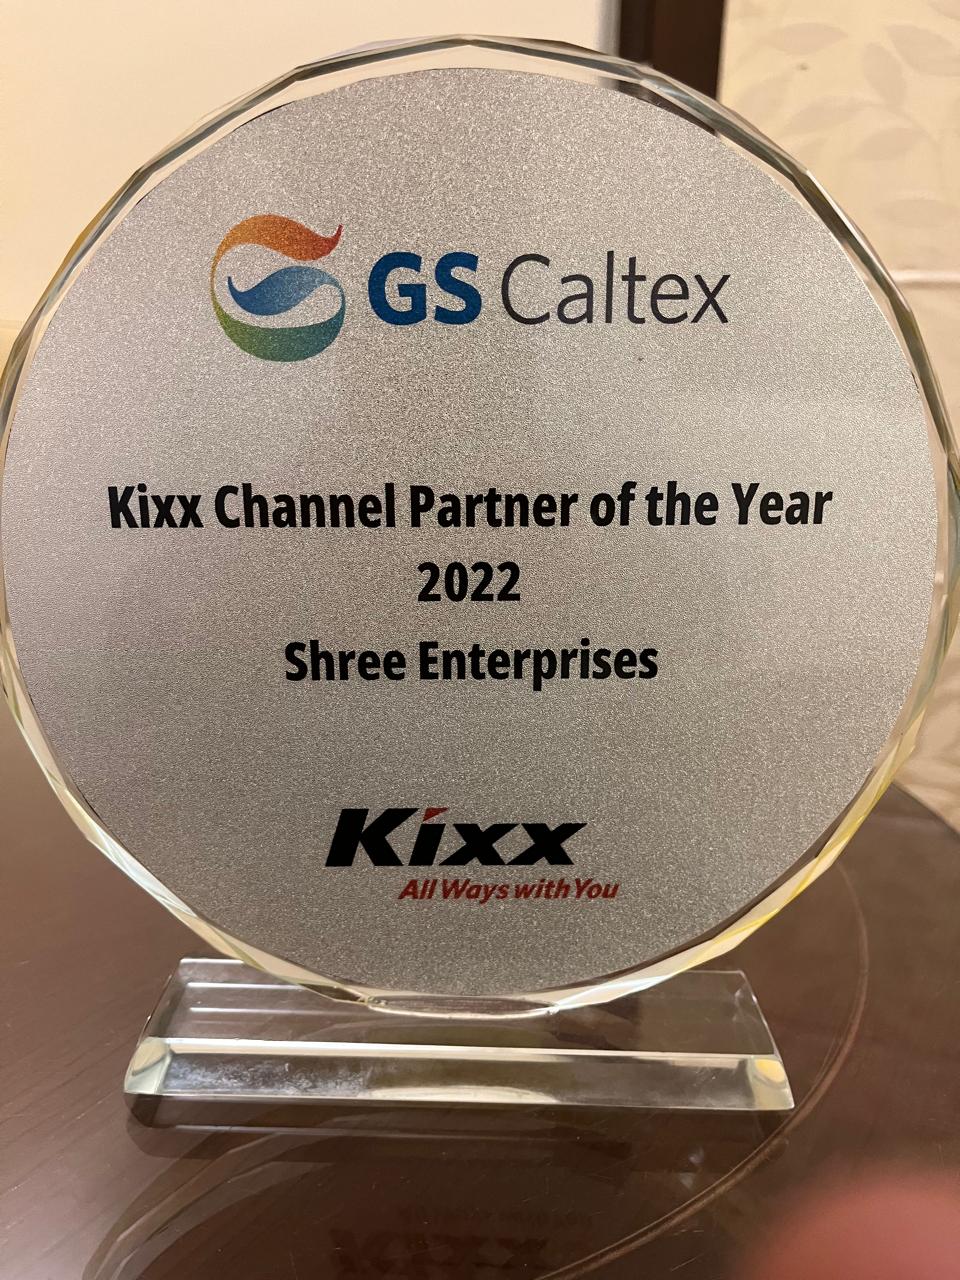 GS Caltex
Kixx Channel Partner of the Year
2022
Shree Enterprises
Kixx
All Ways with You